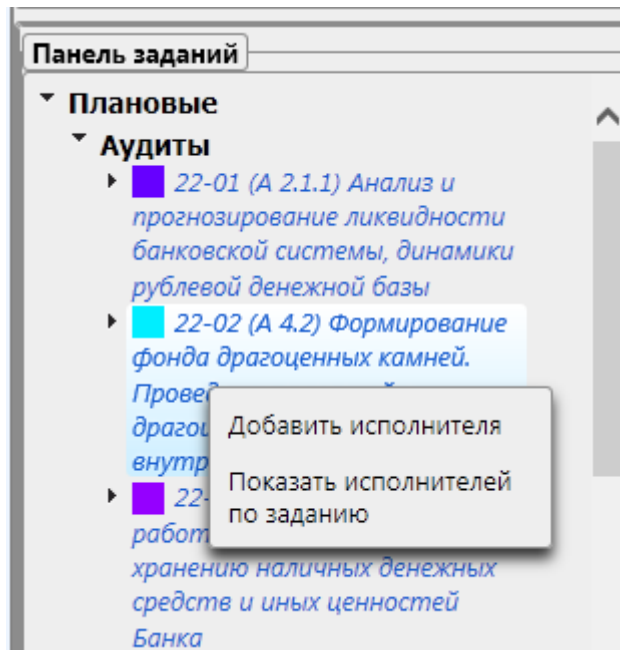 Панель заданий
Плановые
Аудиты
22-01 (А 2.1.1) Анализ и
прогнозирование ликвидности
банковской системы, динамики
рублевой денежной базы
22-02 (А 4.2) Формирование
фонда драгоценных камней.
Добавить исполнителя
Показать исполнителей
по заданию
хранению наличных денежных
средств и иных ценностей
Банка